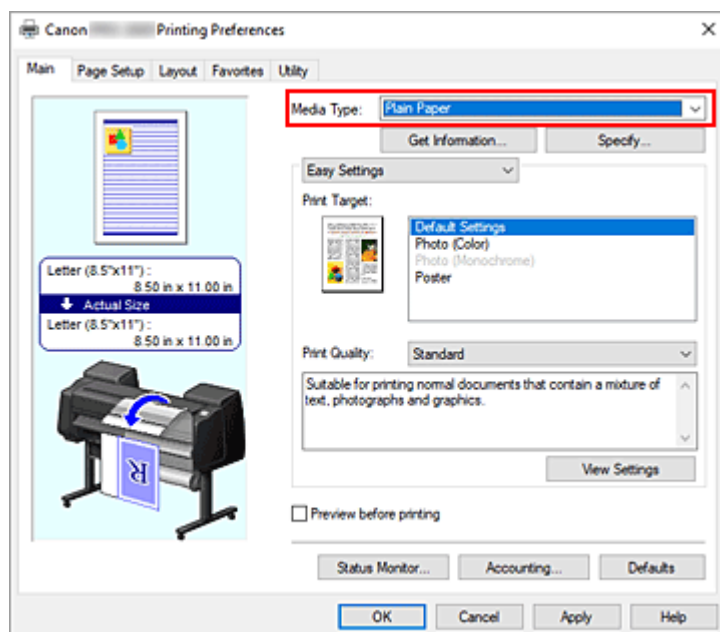 Canon Printing Preferences
Main Page Setup Layout Favorites Utility
Media Type: Plain Paper
Get Information... Specify...
Easy Settings
Print Target:
Default Settings
Photo (Color)
Photo (Monochrome)
Poster
Letter (8.5"x11") :
8.50 in x 11.00 in
Actual Size
Letter (8.5"x11") :
8.50 in x 11.00 in
Print Quality: Standard
Suitable for printing normal documents that contain a mixture of
text, photographs and graphics.
R
View Settings
Preview before printing
Status Monitor... Accounting... Defaults
OK Cancel Apply Help